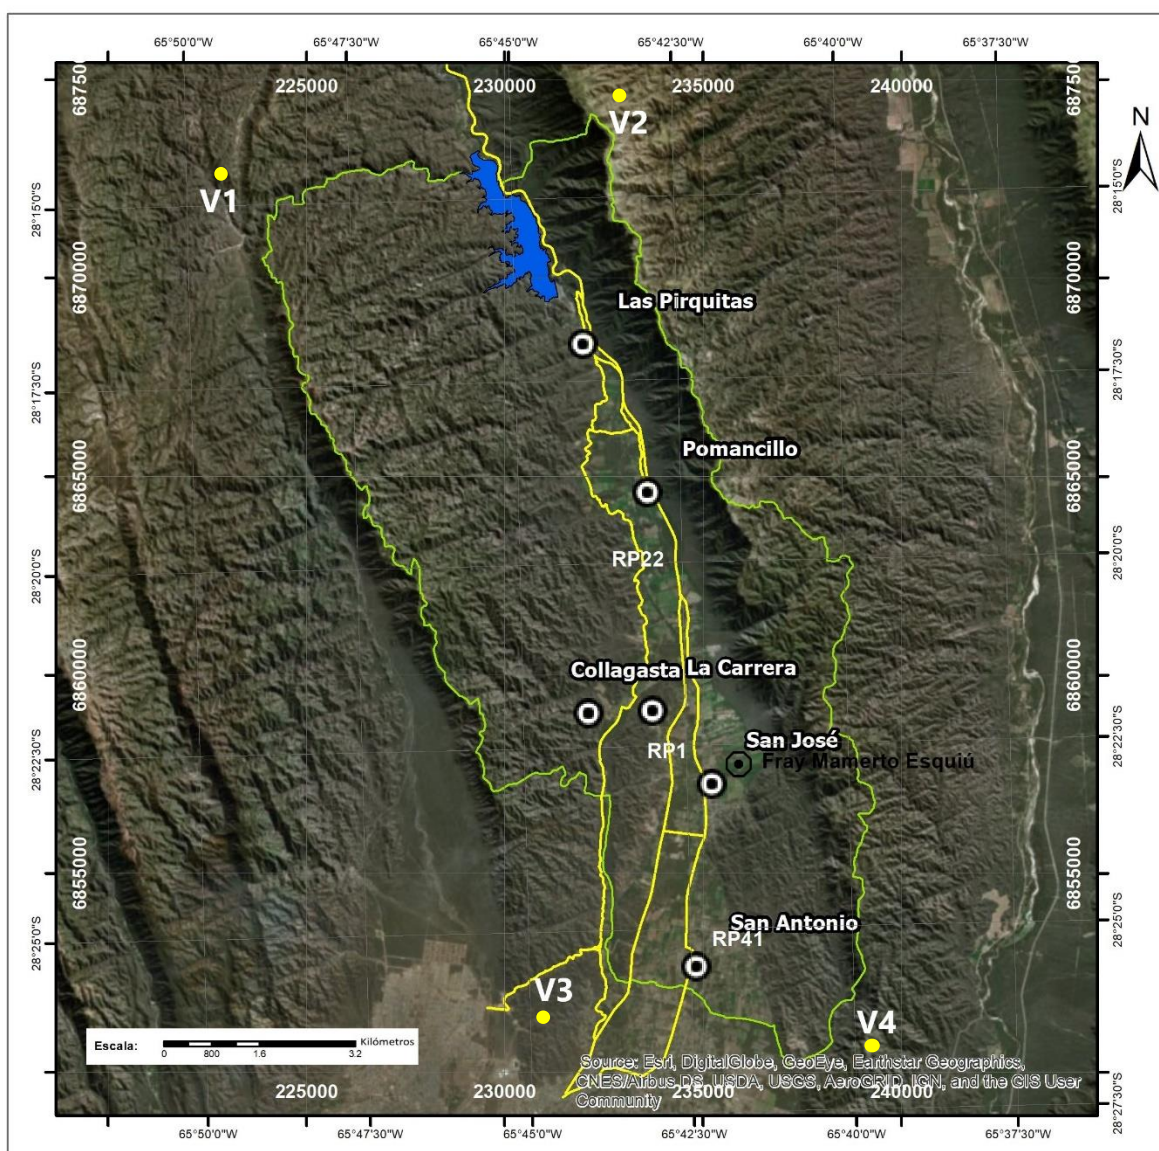 65°50'0"W 65°47'30"W 65°45'0"W 65°42'30"W 65°40'0"W 65°37'30"W
225000 230000 235000 240000
687500
687500
N
V2
V1
28°15'0"S
28°15'0"S
6870000
6870000
Las Pirquitas
28°17'30"S
28°17'30"S
Pomancillo
6865000
6865000
RP22
28°20'0"S
28°20'0"S
Collagasta La Carrera
6860000
6860000
San José
RP1
Fray Mamerto Esquiú
28°22'30"S
28°22'30"S
6855000
6855000
San Antonio
RP41
28°25'0"S
28°25'0"S
V3
V4
Escala:
Kilómetros
0 800 1.6 3.2
Source: Esri, DigitalGlobe, GeoEye, Earthstar Geographics,
CNES/Airbus DS, USDA, USGS, AeroGRID, IGN, and the GIS User
Community
28°27'30"S
225000 230000 235000 240000
65°50'0"W 65°47'30"W 65°45'0"W 65°42'30"W 65°40'0"W 65°37'30"W